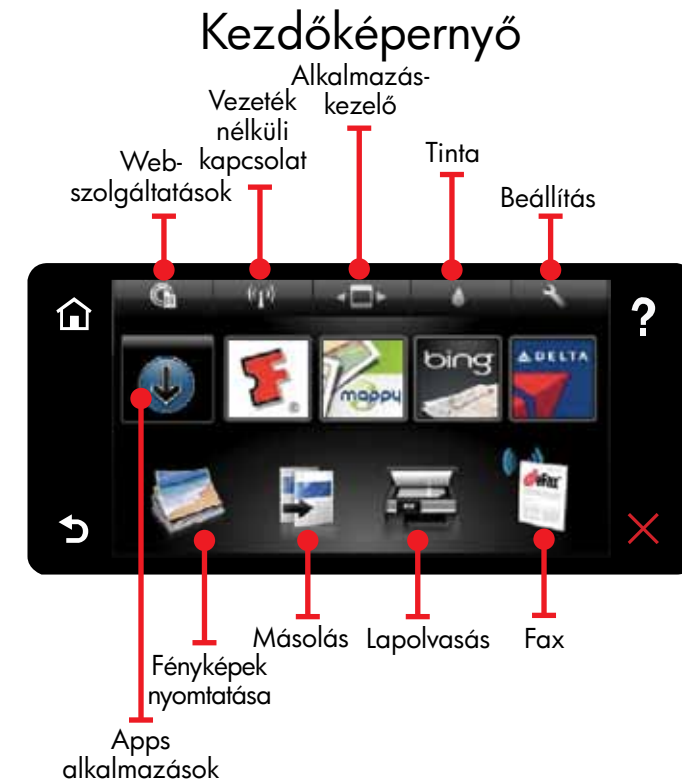 Kezdőképernyő
Alkalmazás-
kezelő
Vezeték
nélküli
kapcsolat
Web-
szolgáltatások
Tinta
Beállítás
?
mappy
bing
DELTA
eFax
Másolás
Lapolvasás
Fax
Fényképek
nyomtatása
Apps
alkalmazások